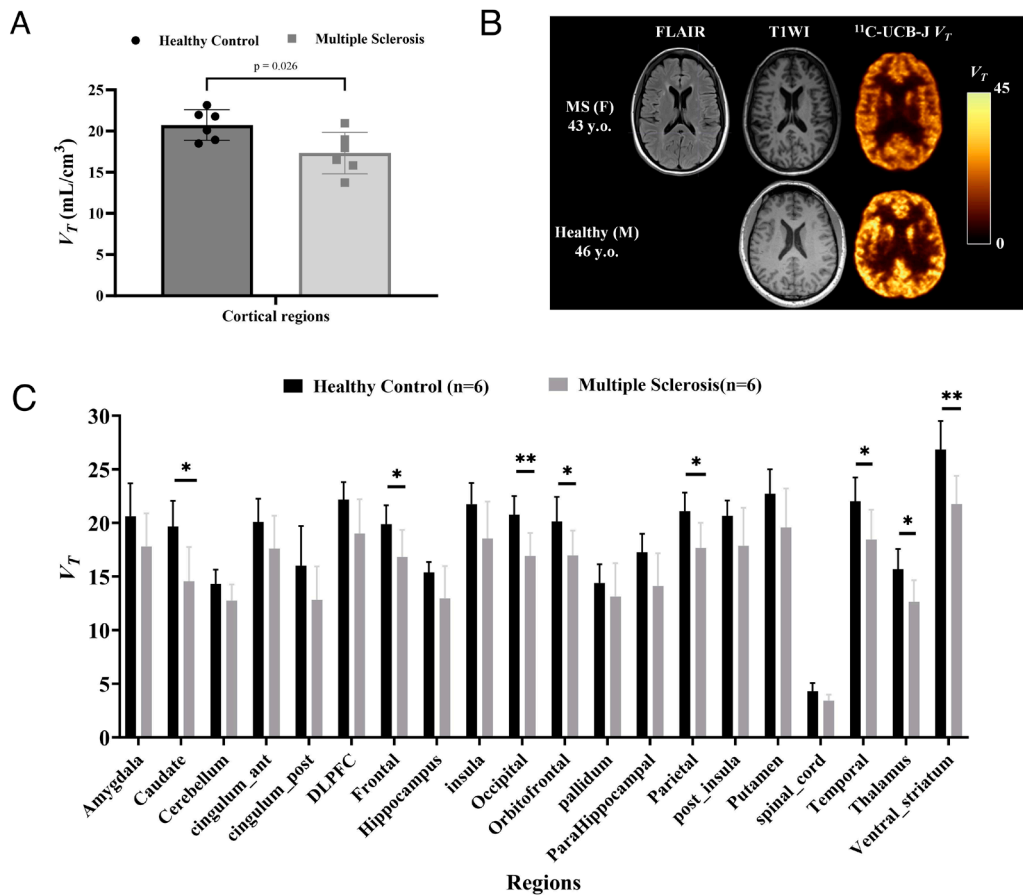 A
Healthy Control
Multiple Sclerosis
p = 0.026
25
20
15
10
5
0
V_T (mL/cm³)
Cortical regions
B
FLAIR
T1WI
¹¹C-UCB-J V_T
MS (F)
43 y.o.
Healthy (M)
46 y.o.
V_T
45
0
C
Healthy Control (n=6)
Multiple Sclerosis(n=6)
30
25
20
15
10
5
0
V_T
*
*
**
*
*
*
*
**
Amygdala
Caudate
Cerebellum
cingulum_ant
cingulum_post
DLPFC
Frontal
Hippocampus
insula
Occipital
Orbitofrontal
pallidum
ParaHippocampal
Parietal
post_insula
Putamen
spinal_cord
Temporal
Thalamus
Ventral_striatum
Regions